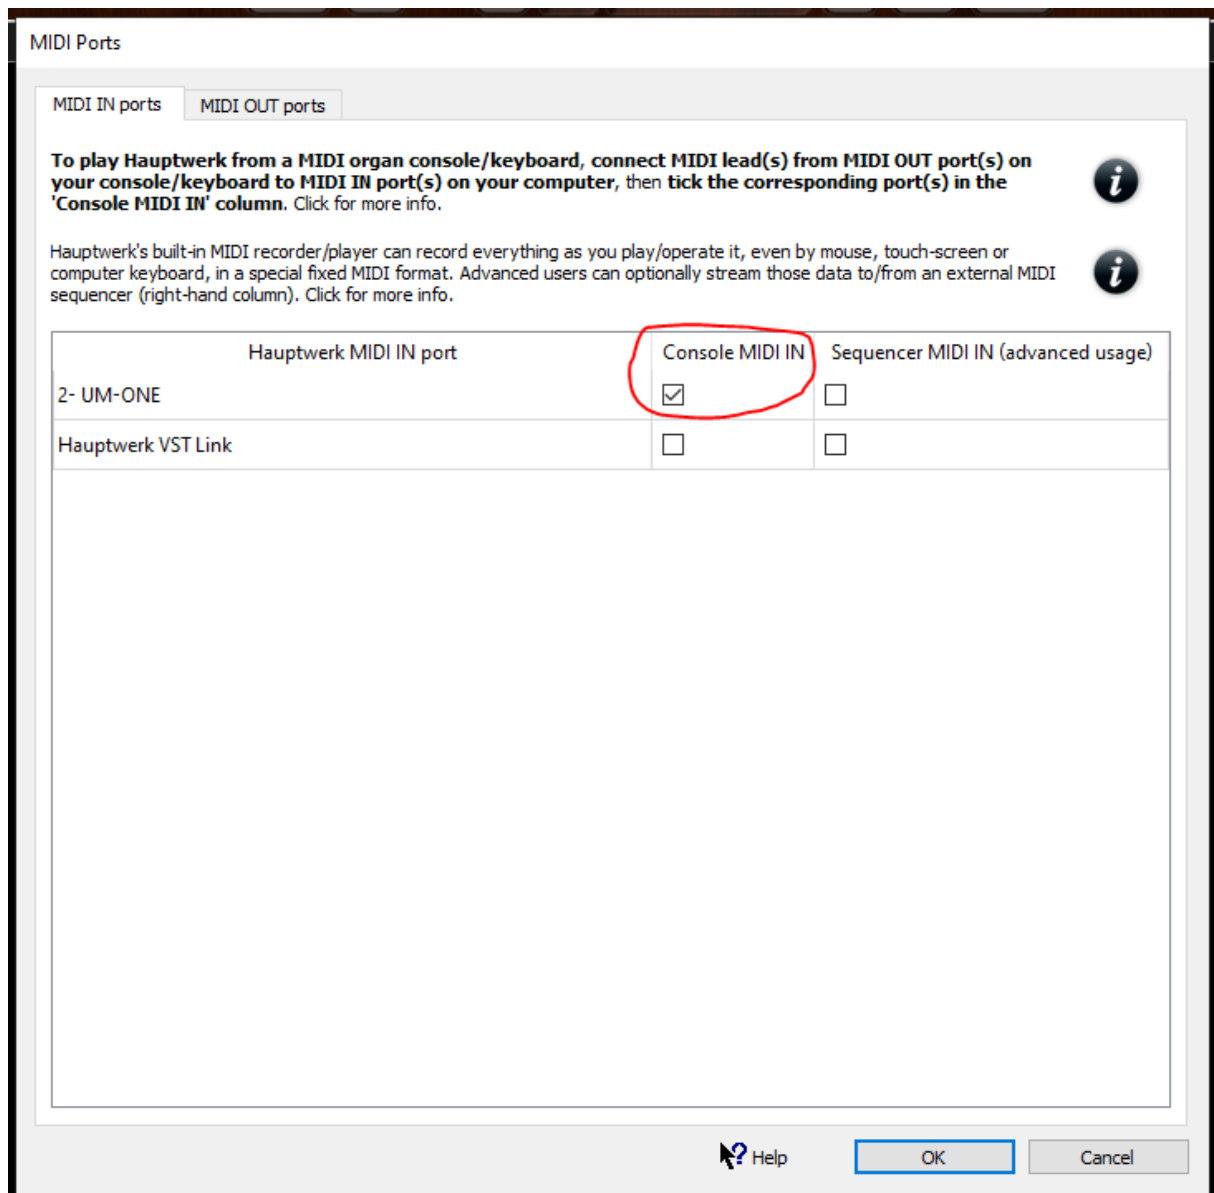 MIDI Ports
MIDI IN ports
MIDI OUT ports
To play Hauptwerk from a MIDI organ console/keyboard, connect MIDI lead(s) from MIDI OUT port(s) on
your console/keyboard to MIDI IN port(s) on your computer, then tick the corresponding port(s) in the
'Console MIDI IN' column. Click for more info.
Hauptwerk's built-in MIDI recorder/player can record everything as you play/operate it, even by mouse, touch-screen or
computer keyboard, in a special fixed MIDI format. Advanced users can optionally stream those data to/from an external MIDI
sequencer (right-hand column). Click for more info.
Hauptwerk MIDI IN port
Console MIDI IN
Sequencer MIDI IN (advanced usage)
2- UM-ONE
Hauptwerk VST Link
Help
OK
Cancel